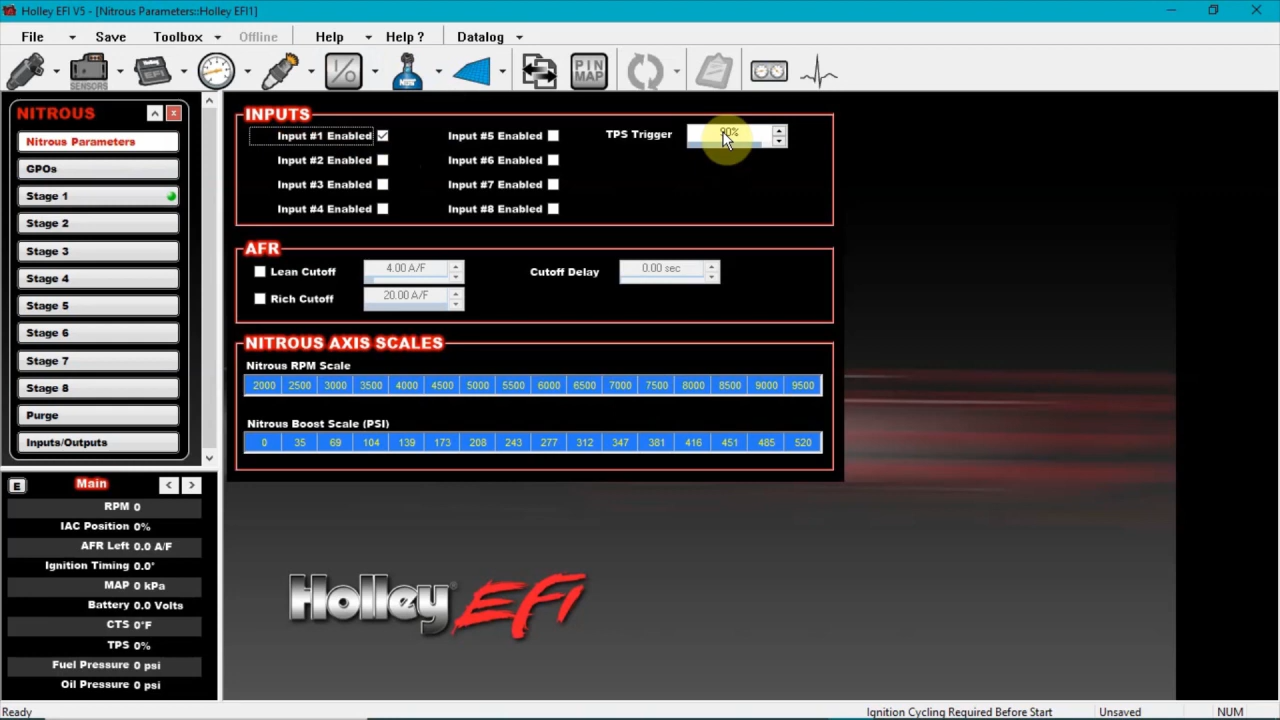 Holley EFI V5 - [Nitrous Parameters::Holley EFI1]
File Save Toolbox Offline Help Help ? Datalog
SENSORS EFI I/O PIN MAP
NITROUS
Nitrous Parameters
GPOs
Stage 1
Stage 2
Stage 3
Stage 4
Stage 5
Stage 6
Stage 7
Stage 8
Purge
Inputs/Outputs
INPUTS
Input #1 Enabled Input #5 Enabled TPS Trigger 90%
Input #2 Enabled Input #6 Enabled
Input #3 Enabled Input #7 Enabled
Input #4 Enabled Input #8 Enabled
AFR
Lean Cutoff 4.00 A/F Cutoff Delay 0.00 sec
Rich Cutoff 20.00 A/F
NITROUS AXIS SCALES
Nitrous RPM Scale
2000 2500 3000 3500 4000 4500 5000 5500 6000 6500 7000 7500 8000 8500 9000 9500
Nitrous Boost Scale (PSI)
0 35 69 104 139 173 208 243 277 312 347 381 416 451 485 520
E Main < >
RPM 0
IAC Position 0%
AFR Left 0.0 A/F
Ignition Timing 0.0°
MAP 0 kPa
Battery 0.0 Volts
CTS 0°F
TPS 0%
Fuel Pressure 0 psi
Oil Pressure 0 psi
Holley EFI
Ready Ignition Cycling Required Before Start Unsaved NUM